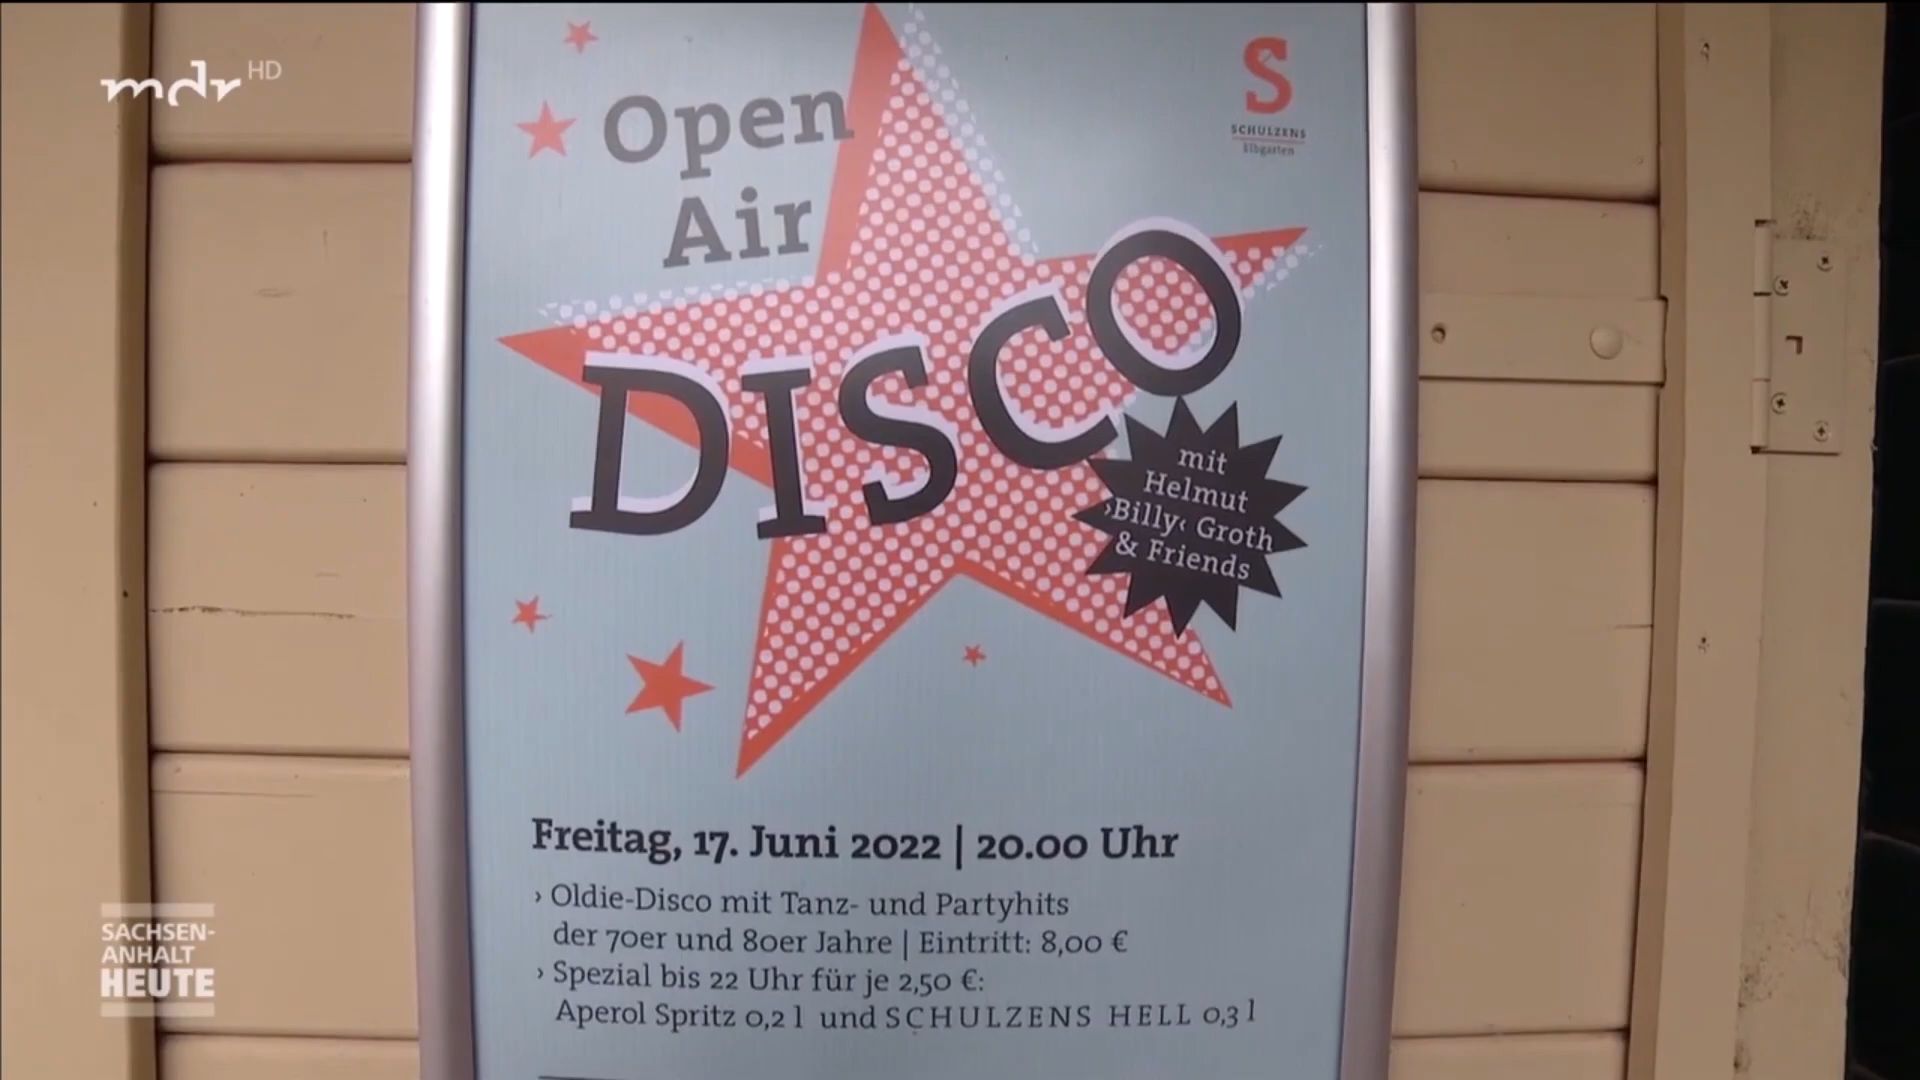 mdr HD
Open
Air
DISCO
S
SCHULZENS
Elbgarten
mit
Helmut
›Billy‹ Groth
& Friends
Freitag, 17. Juni 2022 | 20.00 Uhr
› Oldie-Disco mit Tanz- und Partyhits
der 70er und 80er Jahre | Eintritt: 8,00 €
› Spezial bis 22 Uhr für je 2,50 €:
Aperol Spritz 0,2 l und SCHULZENS HELL 0,3 l
SACHSEN-
ANHALT
HEUTE